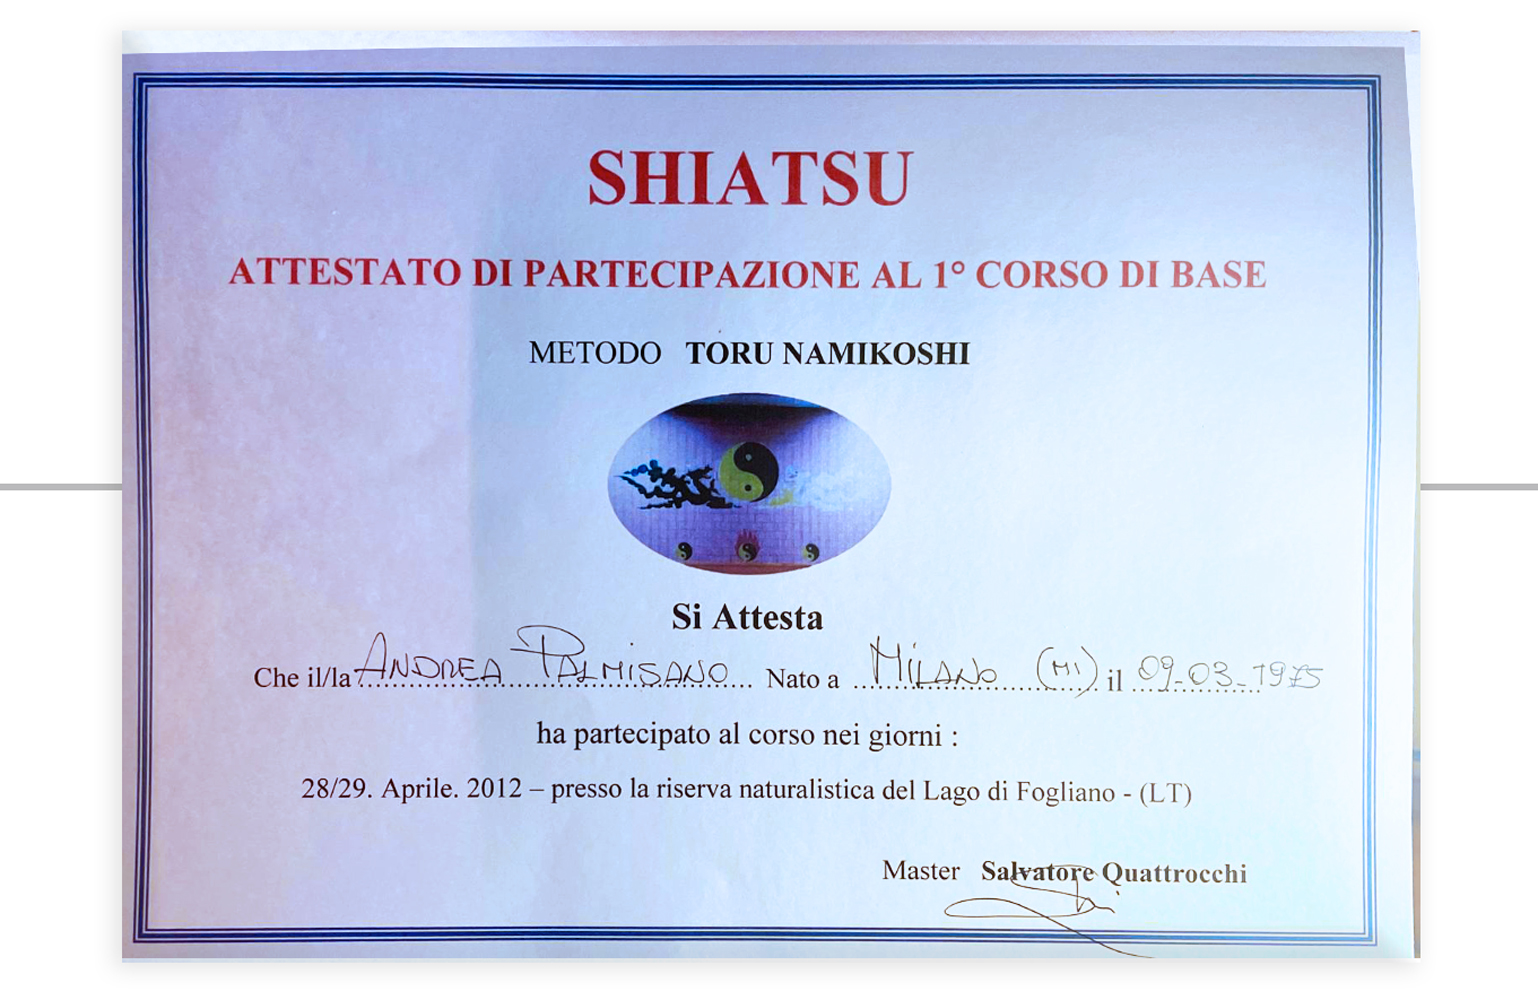 SHIATSU
ATTESTATO DI PARTECIPAZIONE AL 1° CORSO DI BASE
METODO TORU NAMIKOSHI
Si Attesta
Che il/la ANDREA PALMISANO Nato a MILANO (MI) il 09-03-1975
ha partecipato al corso nei giorni :
28/29. Aprile. 2012 – presso la riserva naturalistica del Lago di Fogliano - (LT)
Master Salvatore Quattrocchi